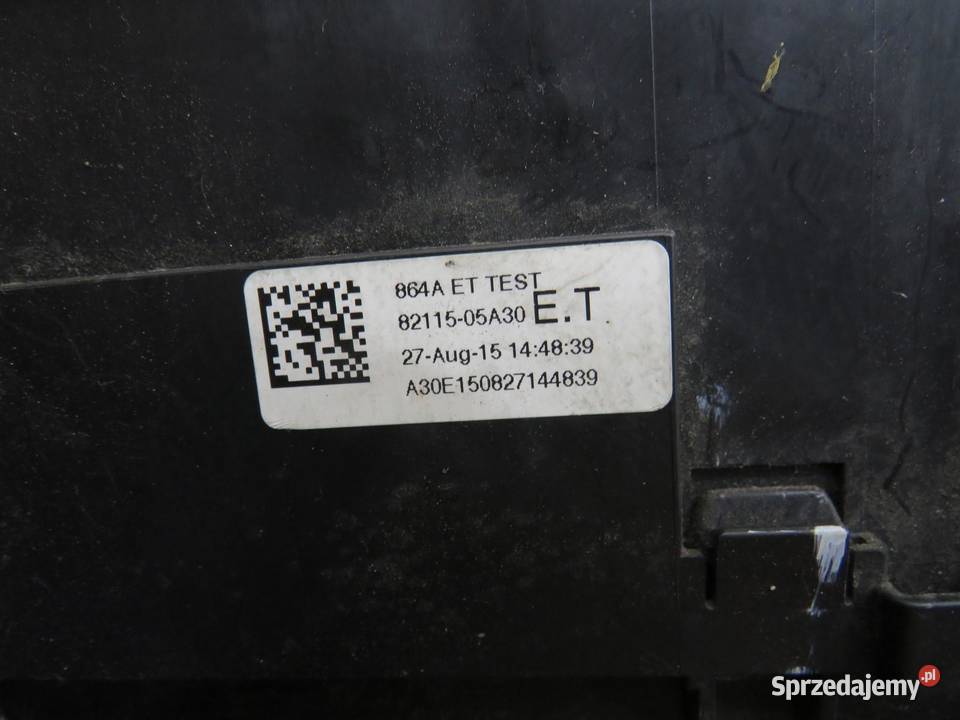 864A ET TEST
82115-05A30 E.T
27-Aug-15 14:48:39
A30E150827144839
Sprzedajemy.pl